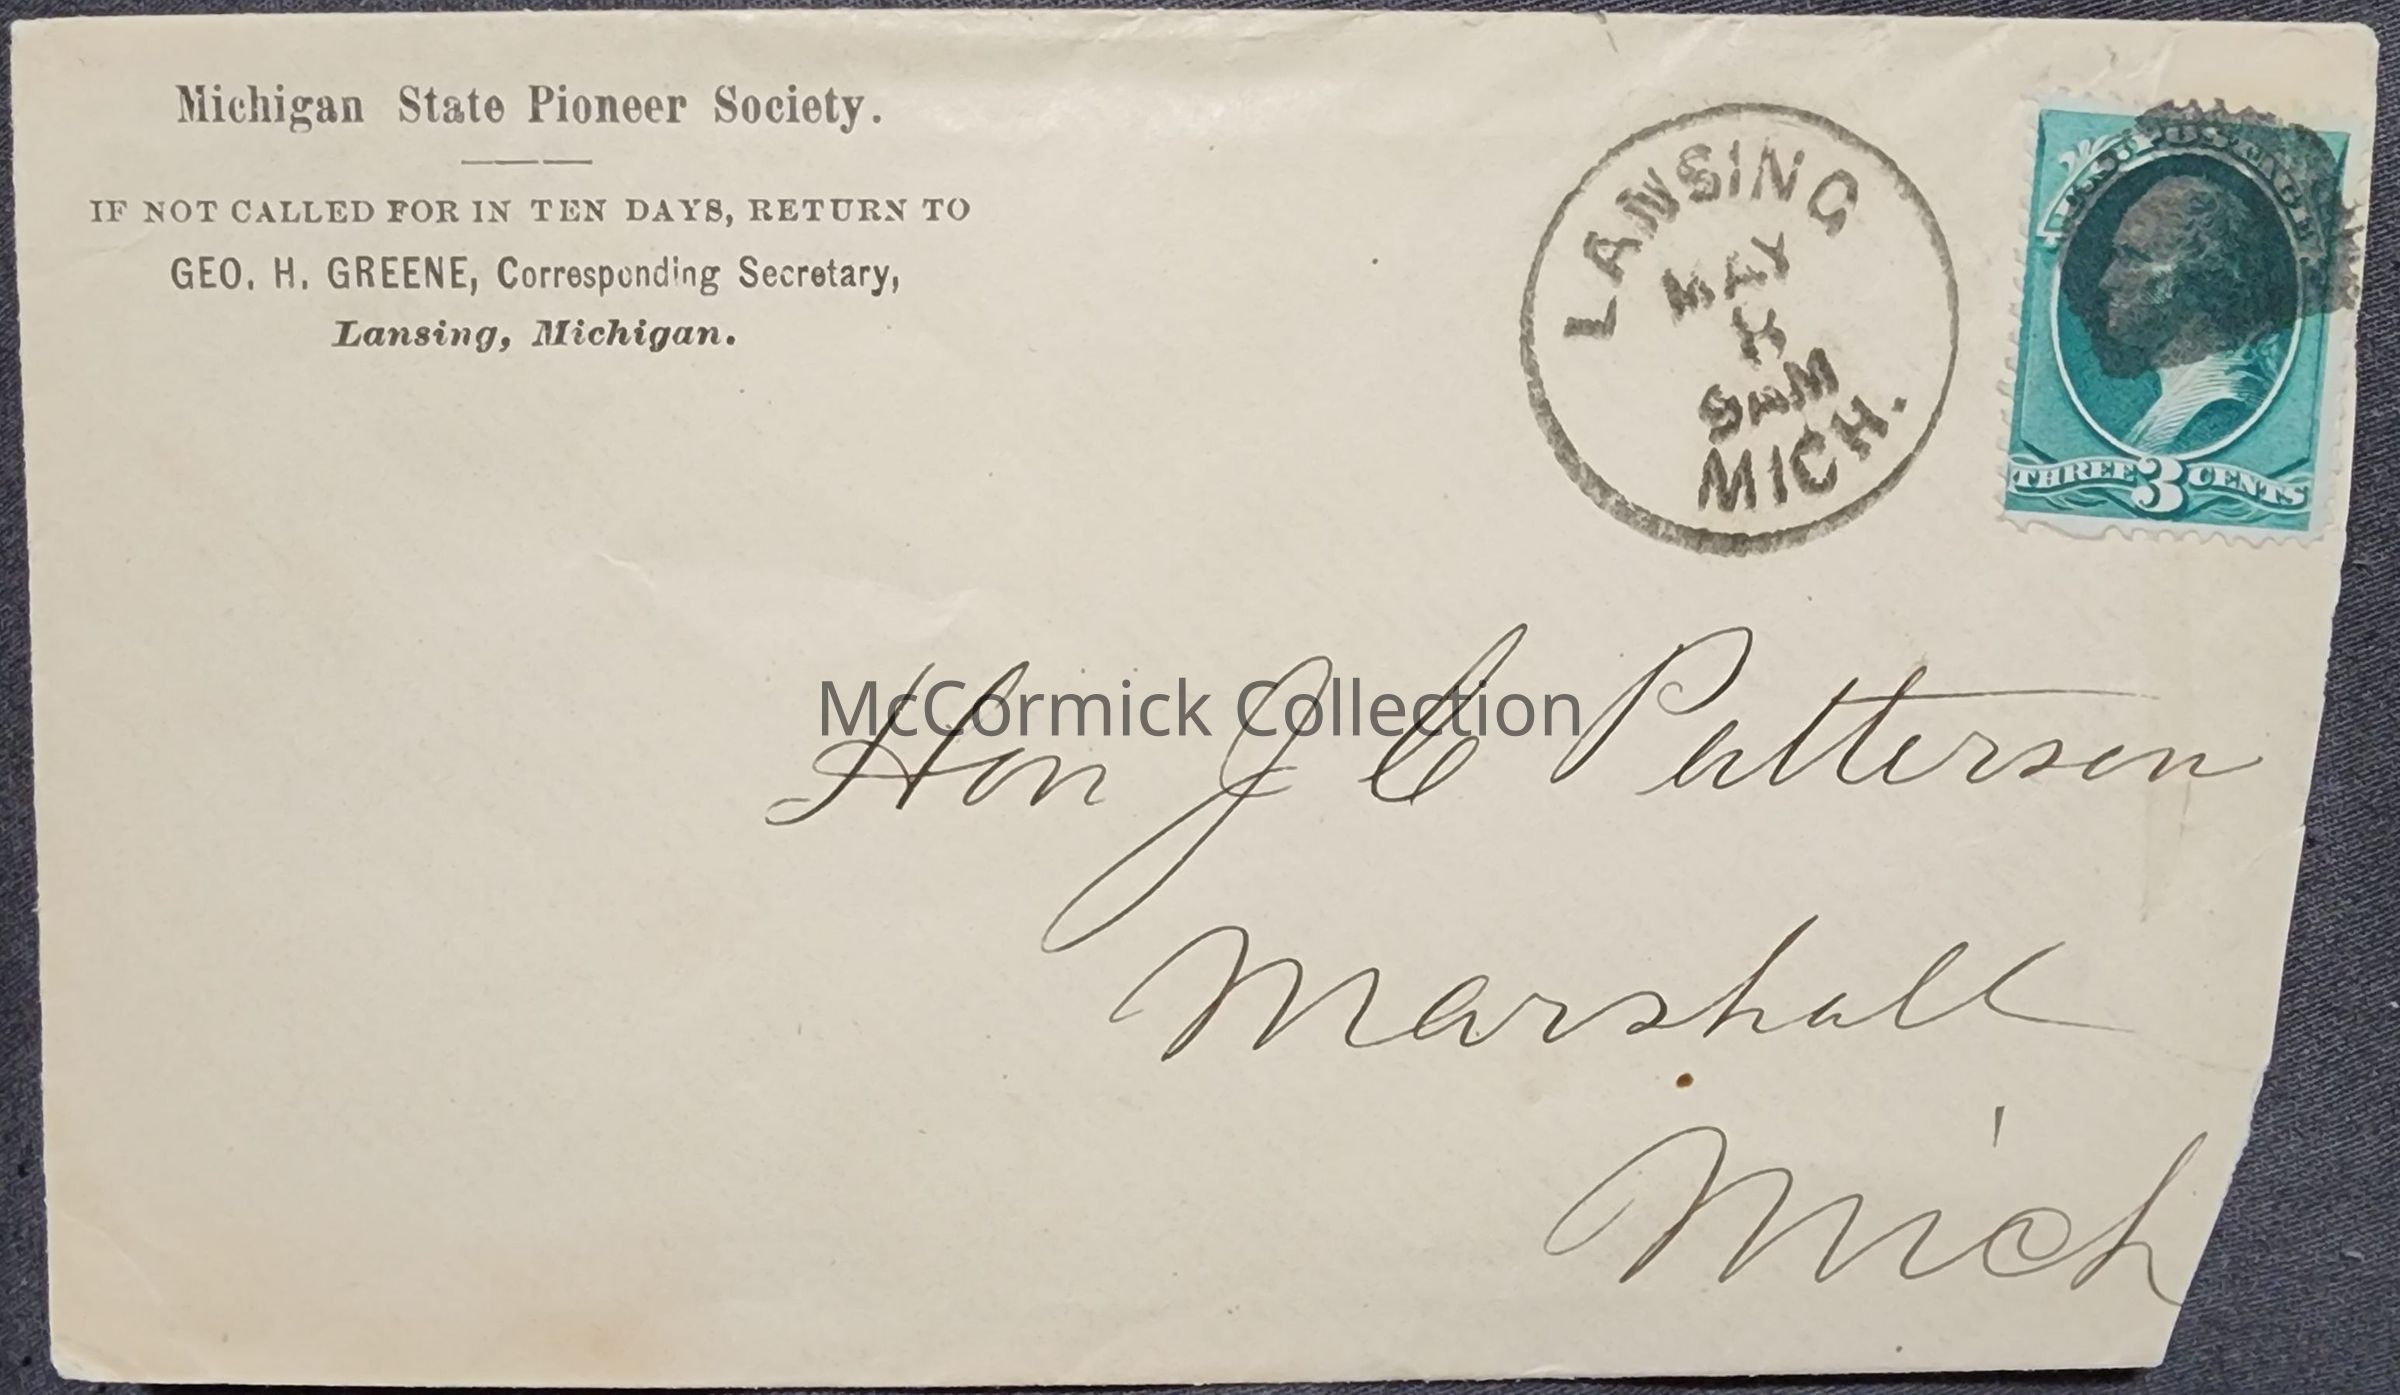 Michigan State Pioneer Society.
IF NOT CALLED FOR IN TEN DAYS, RETURN TO
GEO. H. GREENE, Corresponding Secretary,
Lansing, Michigan.
LANSING
MAY
MICH.
U.S. POSTAGE
THREE 3 CENTS
McCormick Collection
Hon J C Patterson
Marshall
Mich